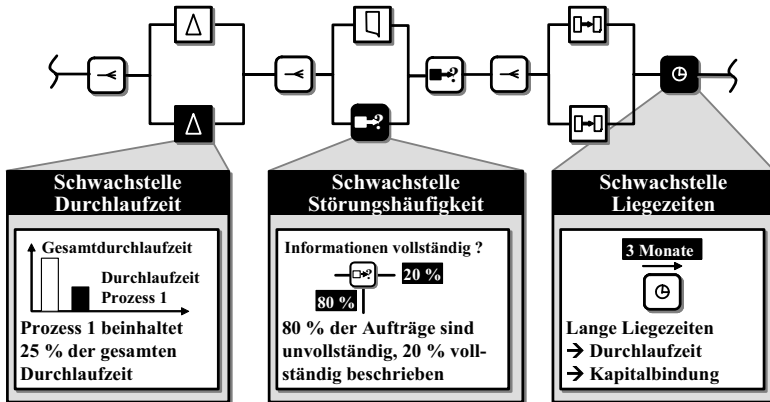 Schwachstelle
Durchlaufzeit
Gesamtdurchlaufzeit
Durchlaufzeit
Prozess 1
Prozess 1 beinhaltet
25 % der gesamten
Durchlaufzeit
Schwachstelle
Störungshäufigkeit
Informationen vollständig ?
?
20 %
80 %
80 % der Aufträge sind
unvollständig, 20 % voll-
ständig beschrieben
Schwachstelle
Liegezeiten
3 Monate
Lange Liegezeiten
→ Durchlaufzeit
→ Kapitalbindung